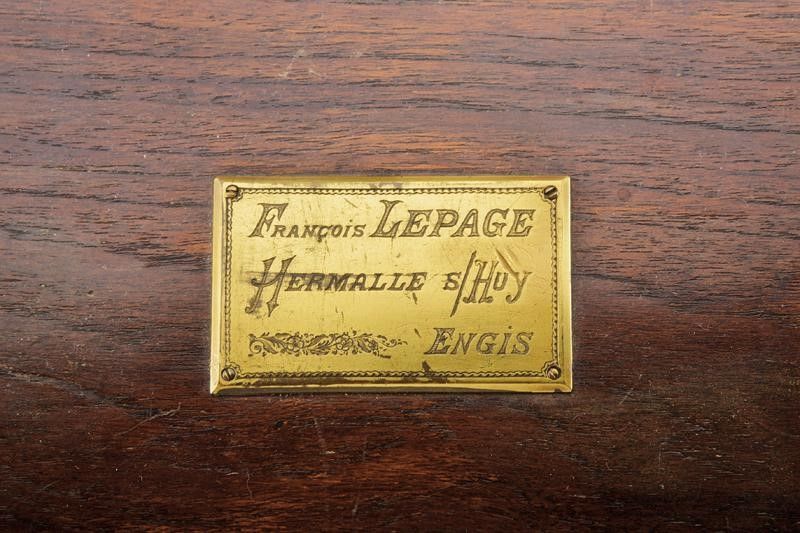 François LEPAGE
Hermalle s/Huy
Engis